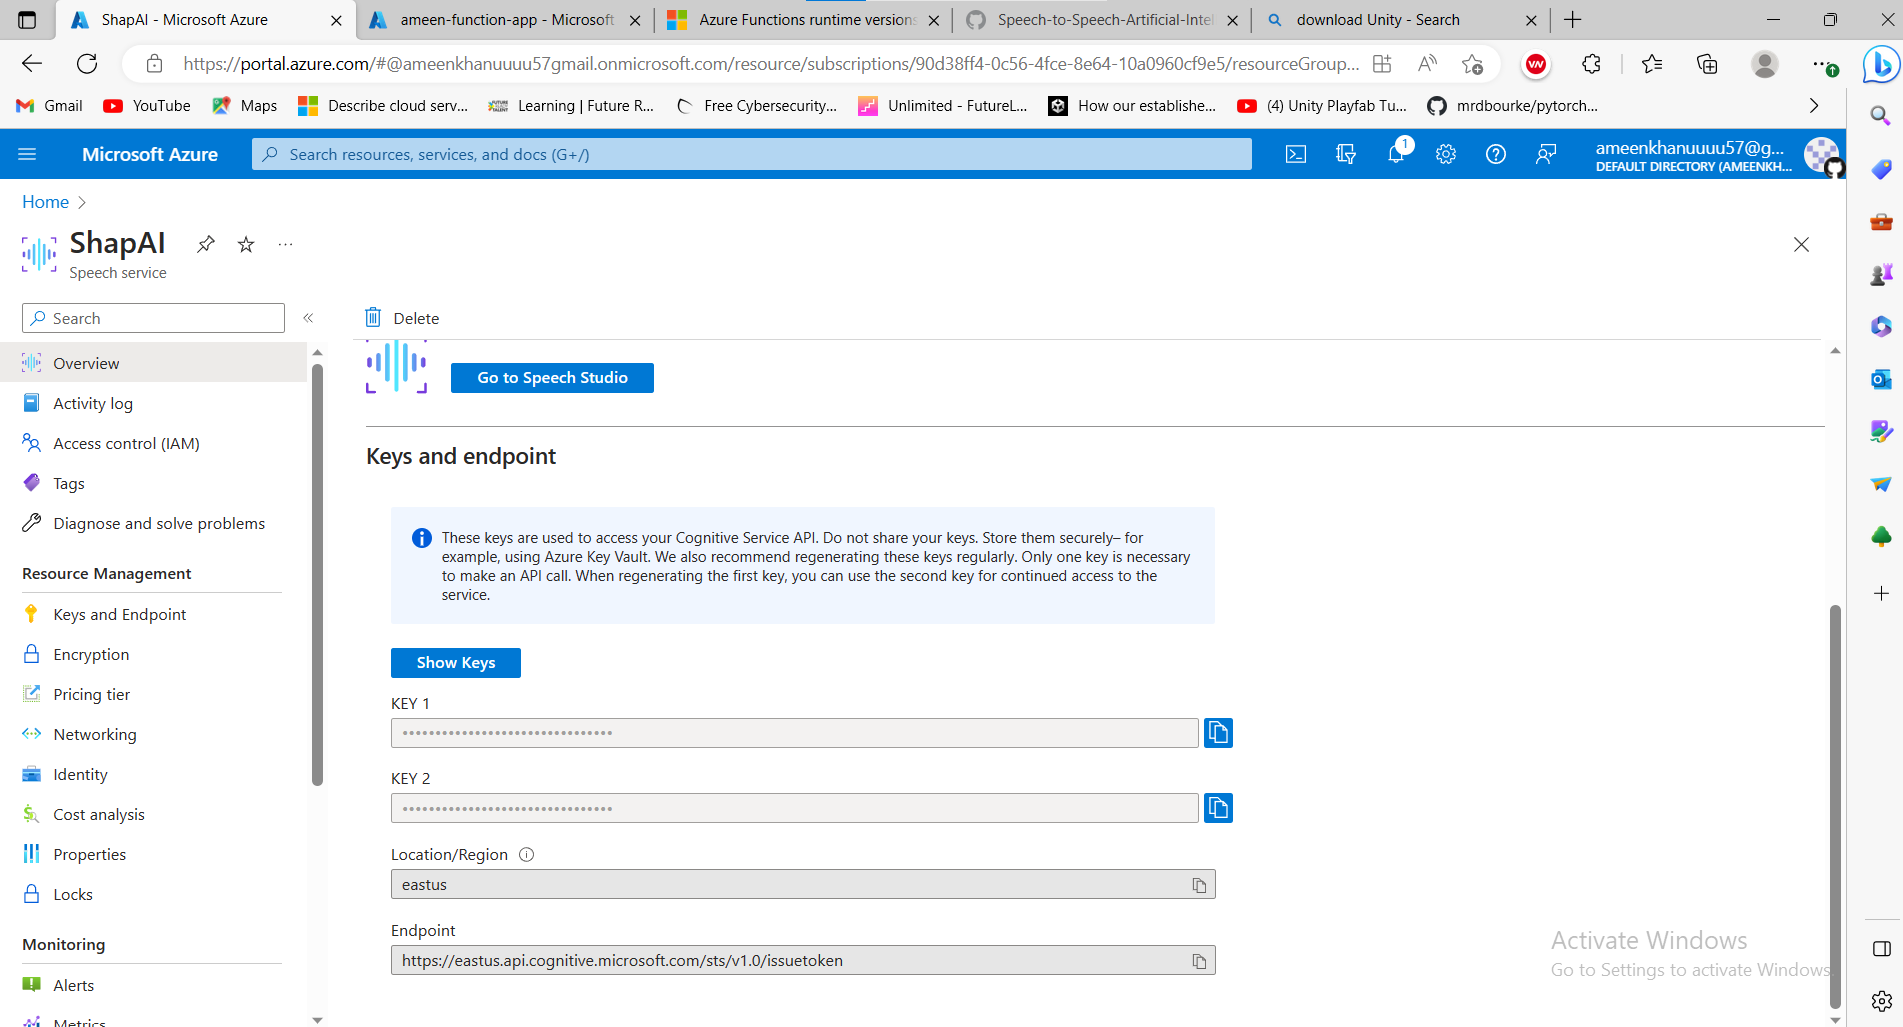 ShapAI - Microsoft Azure
ameen-function-app - Microsoft
Azure Functions runtime versions
Speech-to-Speech-Artificial-Intel
download Unity - Search
https://portal.azure.com/#@ameenkhanuuuu57gmail.onmicrosoft.com/resource/subscriptions/90d38ff4-0c56-4fce-8e64-10a0960cf9e5/resourceGroup...
Gmail
YouTube
Maps
Describe cloud serv...
Learning | Future R...
Free Cybersecurity...
Unlimited - FutureL...
How our establishe...
(4) Unity Playfab Tu...
mrdbourke/pytorch...
Microsoft Azure
Search resources, services, and docs (G+/)
1
ameenkhanuuuu57@g...
DEFAULT DIRECTORY (AMEENKH...
Home
ShapAI
Speech service
Search
Delete
Overview
Activity log
Access control (IAM)
Tags
Diagnose and solve problems
Resource Management
Keys and Endpoint
Encryption
Pricing tier
Networking
Identity
Cost analysis
Properties
Locks
Monitoring
Alerts
Metrics
Go to Speech Studio
Keys and endpoint
These keys are used to access your Cognitive Service API. Do not share your keys. Store them securely– for
example, using Azure Key Vault. We also recommend regenerating these keys regularly. Only one key is necessary
to make an API call. When regenerating the first key, you can use the second key for continued access to the
service.
Show Keys
KEY 1
KEY 2
Location/Region
eastus
Endpoint
https://eastus.api.cognitive.microsoft.com/sts/v1.0/issuetoken
Activate Windows
Go to Settings to activate Windows.